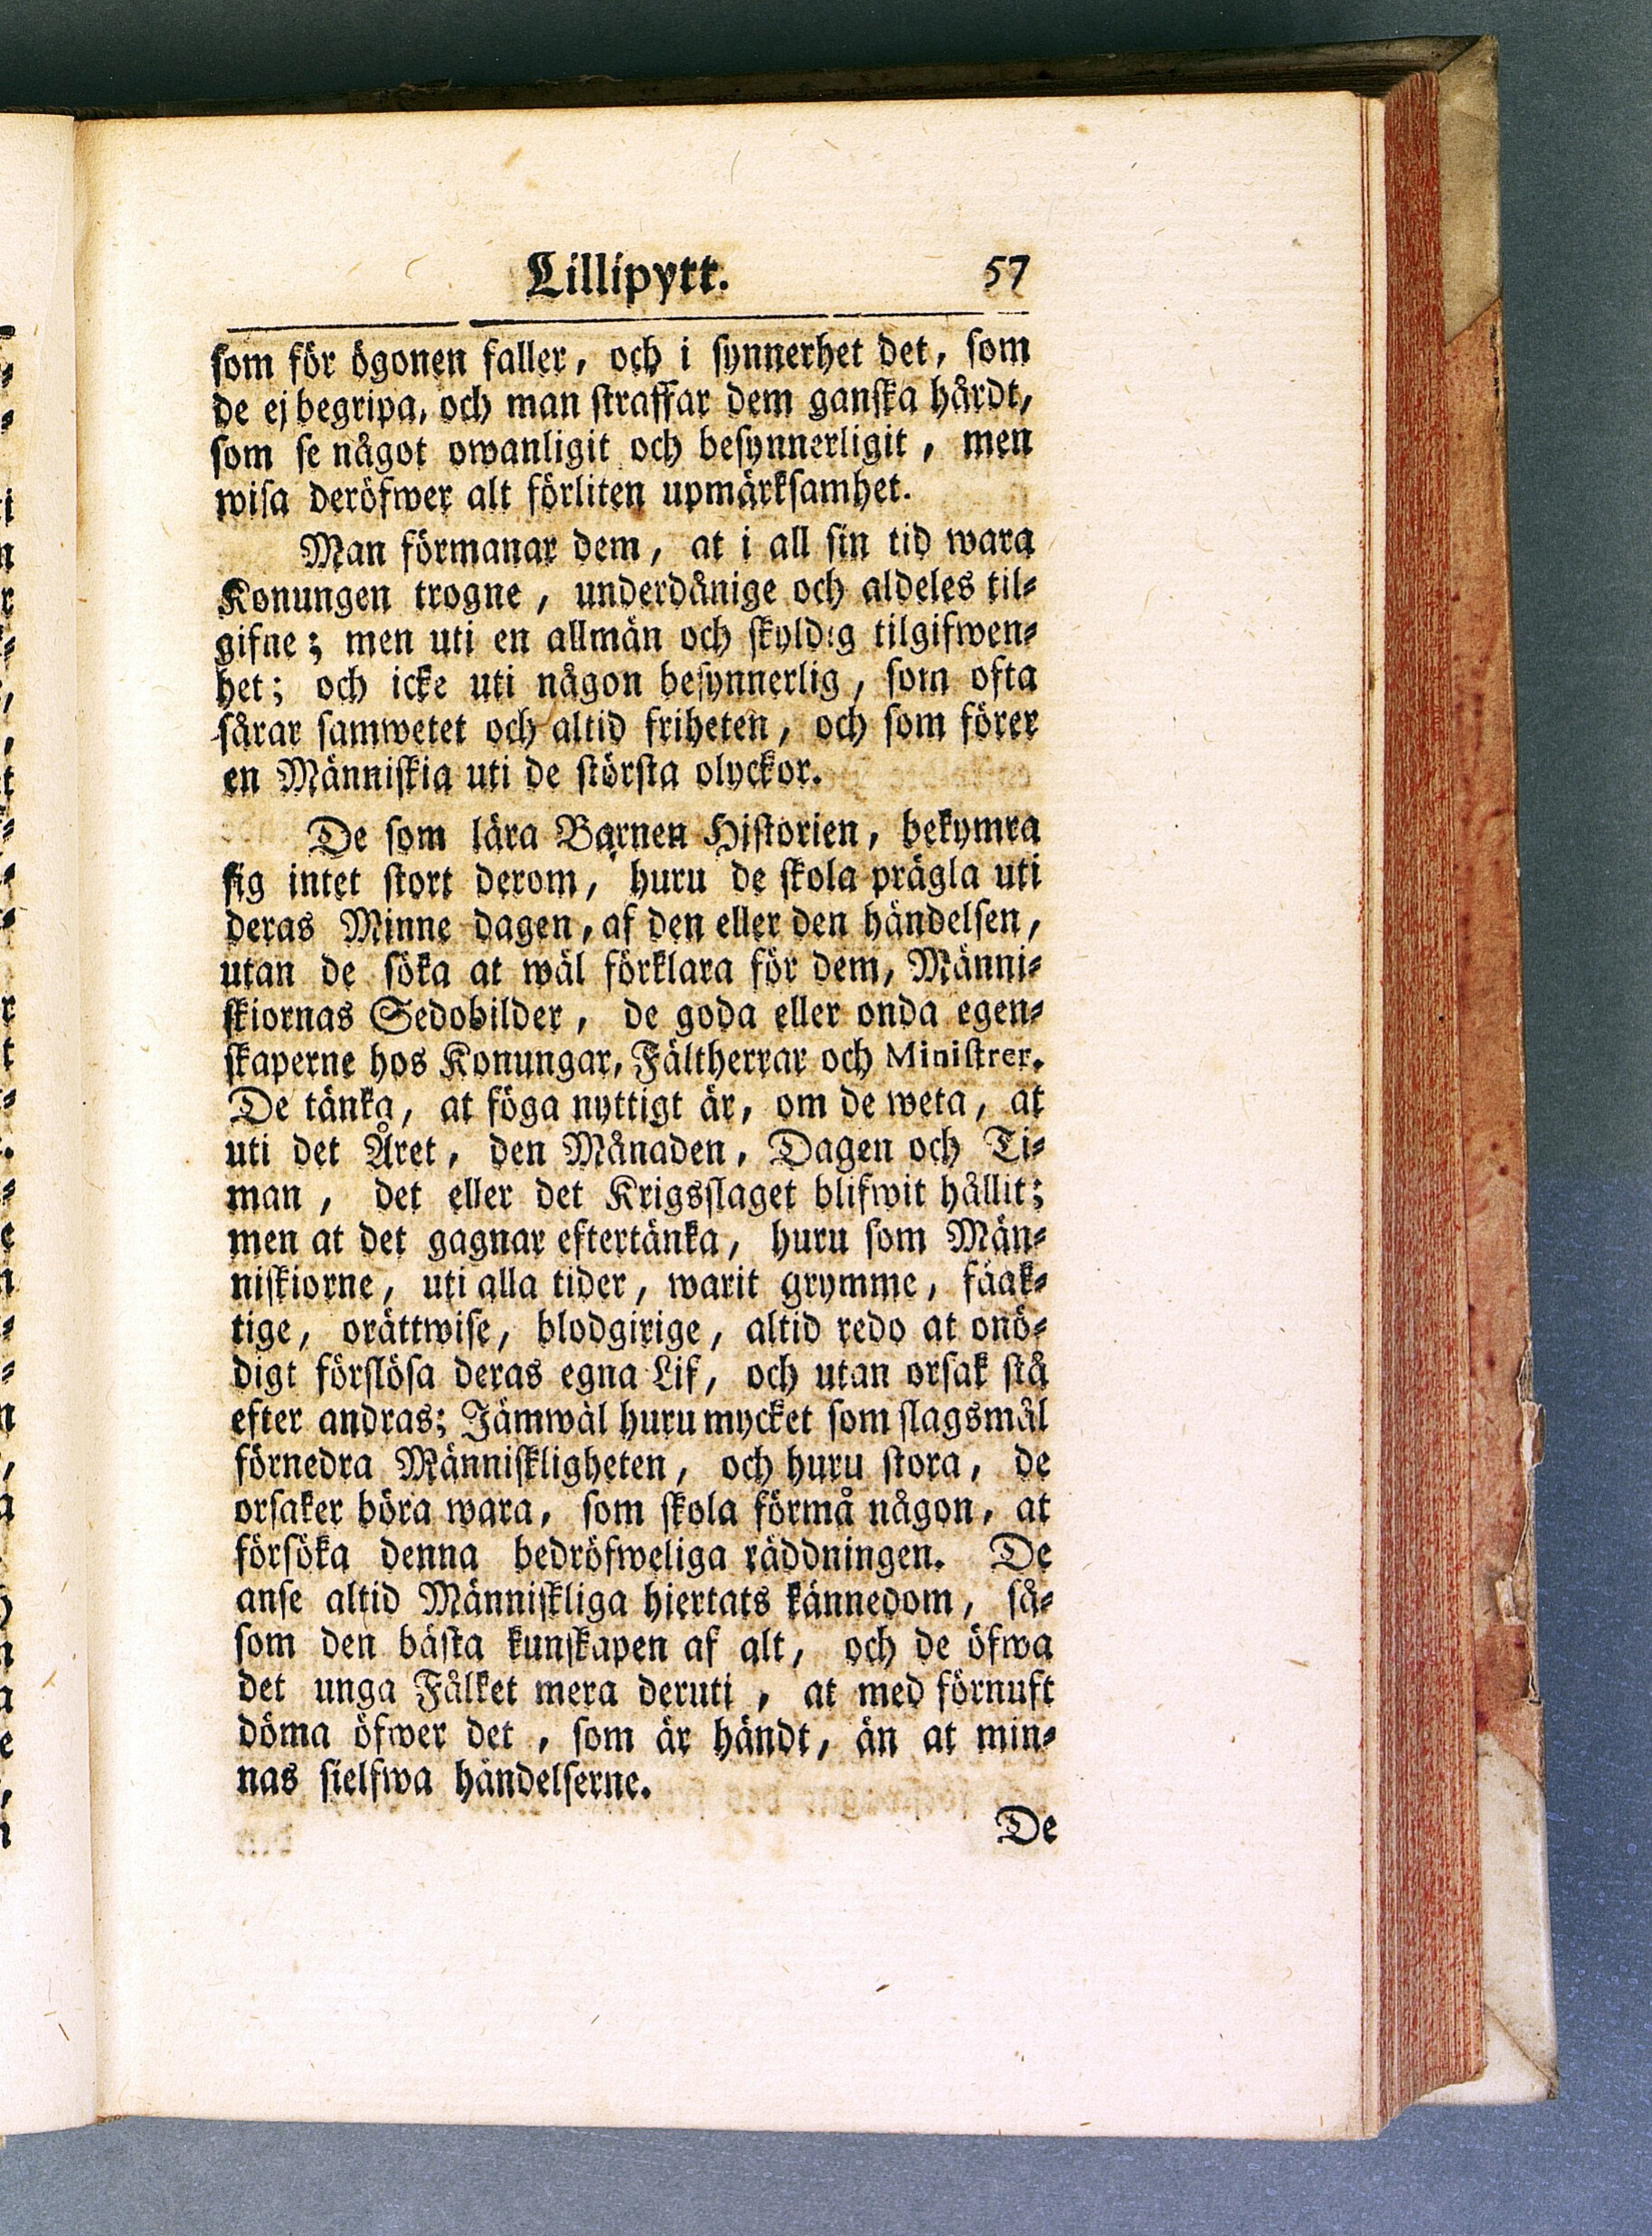 Lillipytt. 57
som för ögonen faller, och i synnerhet det, som
de ej begripa, och man straffar dem ganska hårdt,
som se något owanligit och besynnerligit, men
wisa deröfwer alt förliten upmärksamhet.
Man förmanar dem, at i all sin tid wara
Konungen trogne, underdånige och aldeles til-
gifne; men uti en allmän och skyldig tilgifwen-
het; och icke uti någon besynnerlig, som ofta
sårar samwetet och altid friheten, och som förer
en Människia uti de största olyckor.
De som lära Barnen Historien, bekymra
sig intet stort derom, huru de skola prägla uti
deras Minne dagen, af den eller den händelsen,
utan de söka at wäl förklara för dem, Männi-
skiornas Sedobilder, de goda eller onda egen-
skaperne hos Konungar, Fältherrar och Ministrer.
De tänka, at föga nyttigt är, om de weta, at
uti det Året, den Månaden, Dagen och Ti-
man, det eller det Krigsslaget blifwit hållit;
men at det gagnar eftertänka, huru som Män-
niskiorne, uti alla tider, warit grymme, fåak-
tige, orättwise, blodgirige, altid redo at onö-
digt förslösa deras egna Lif, och utan orsak stå
efter andras; Jämwäl huru mycket som slagsmål
förnedra Människligheten, och huru stora, de
orsaker böra wara, som skola förmå någon, at
försöka denna bedröfweliga räddningen. De
anse altid Människliga hiertats kännedom, så-
som den bästa kunskapen af alt, och de öfwa
det unga Fålket mera deruti, at med förnuft
döma öfwer det, som är händt, än at min-
nas sielfwa händelserne.
De